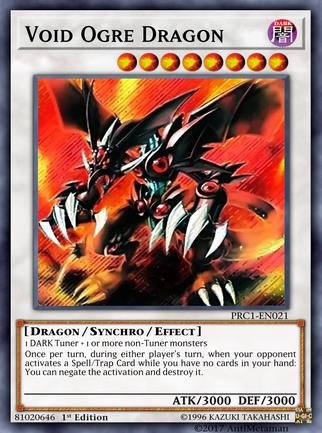 VOID OGRE DRAGON
DARK
闇
PRC1-EN021
[DRAGON / SYNCHRO / EFFECT]
1 DARK Tuner + 1 or more non-Tuner monsters
Once per turn, during either player's turn, when your opponent
activates a Spell/Trap Card while you have no cards in your hand:
You can negate the activation and destroy it.
ATK/3000 DEF/3000
81020646 1st Edition
©1996 KAZUKI TAKAHASHI
©2017 AntiMetaman